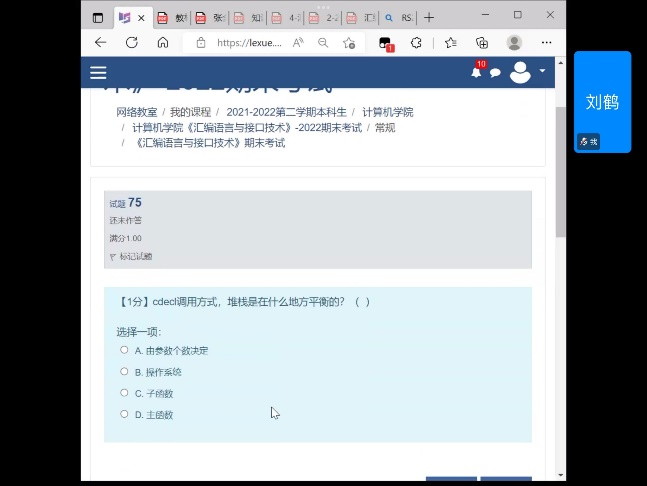 https://lexue....
10
网络教室 / 我的课程 / 2021-2022第二学期本科生 / 计算机学院
/ 计算机学院《汇编语言与接口技术》-2022期末考试 / 常规
/ 《汇编语言与接口技术》期末考试
试题 75
还未作答
满分1.00
标记试题
【1分】cdecl调用方式，堆栈是在什么地方平衡的？（ ）
选择一项：
A. 由参数个数决定
B. 操作系统
C. 子函数
D. 主函数
刘鹤
我